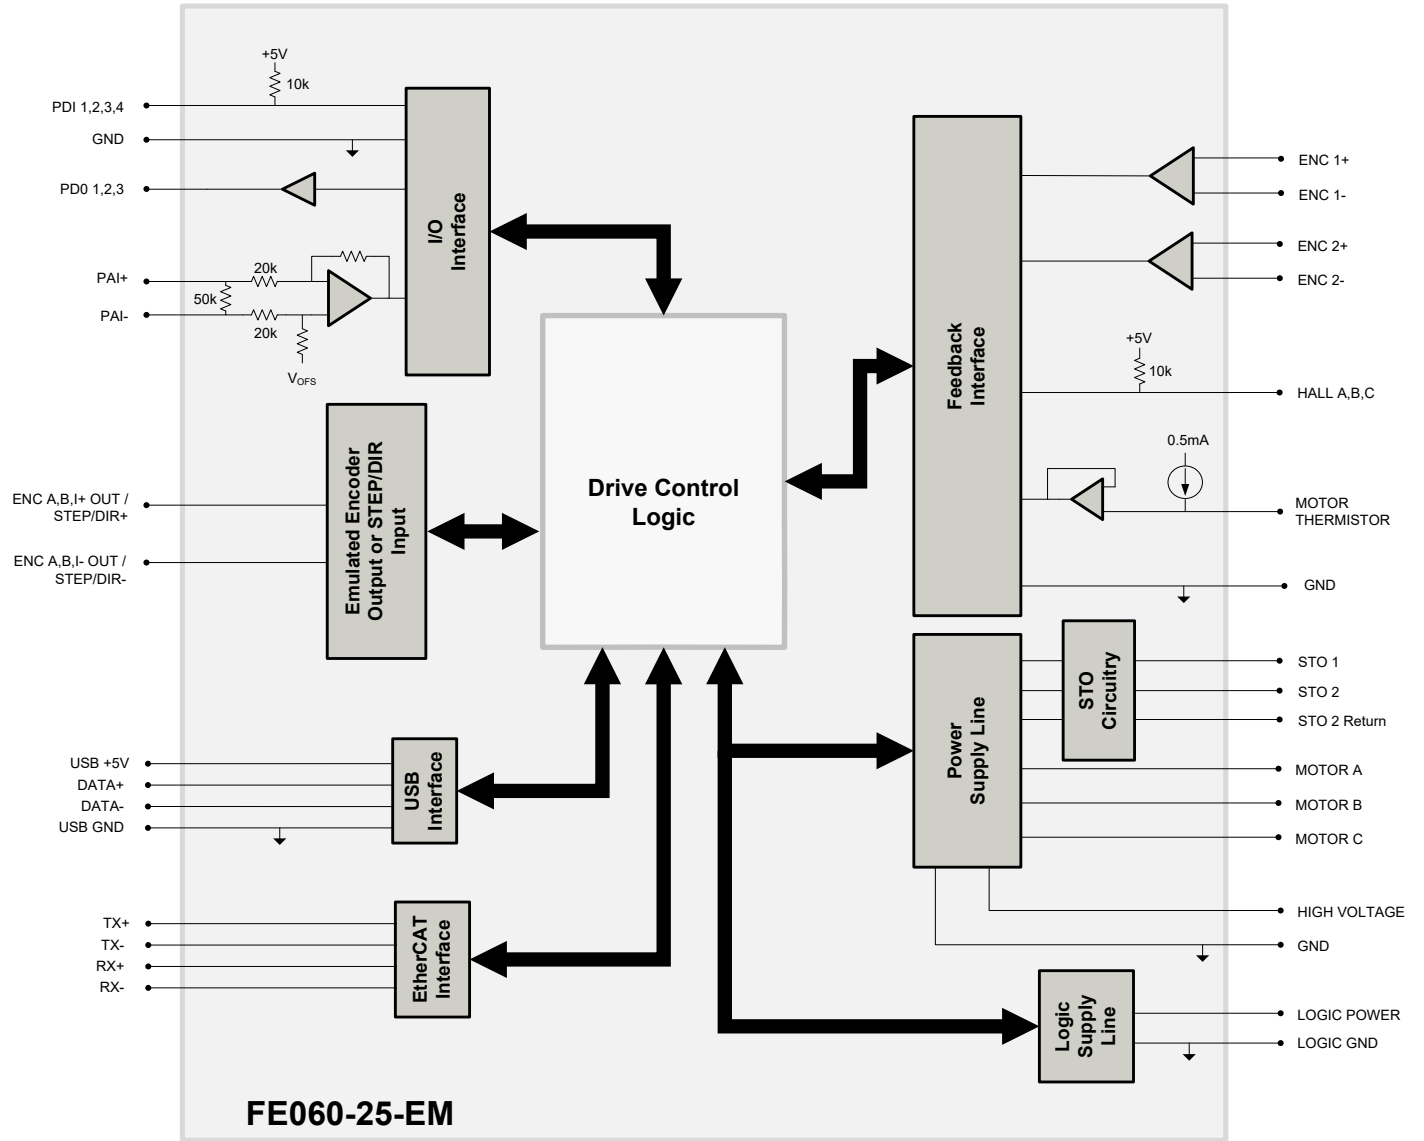 +5V
10k
PDI 1,2,3,4
GND
PD0 1,2,3
PAI+
20k
50k
PAI-
20k
VOFS
I/O
Interface
ENC A,B,I+ OUT /
STEP/DIR+
ENC A,B,I- OUT /
STEP/DIR-
Emulated Encoder
Output or STEP/DIR
Input
USB +5V
DATA+
DATA-
USB GND
USB
Interface
TX+
TX-
RX+
RX-
EtherCAT
Interface
Drive Control
Logic
Feedback
Interface
ENC 1+
ENC 1-
ENC 2+
ENC 2-
+5V
10k
HALL A,B,C
0.5mA
MOTOR
THERMISTOR
GND
Power
Supply Line
STO
Circuitry
STO 1
STO 2
STO 2 Return
MOTOR A
MOTOR B
MOTOR C
HIGH VOLTAGE
GND
Logic
Supply
Line
LOGIC POWER
LOGIC GND
FE060-25-EM